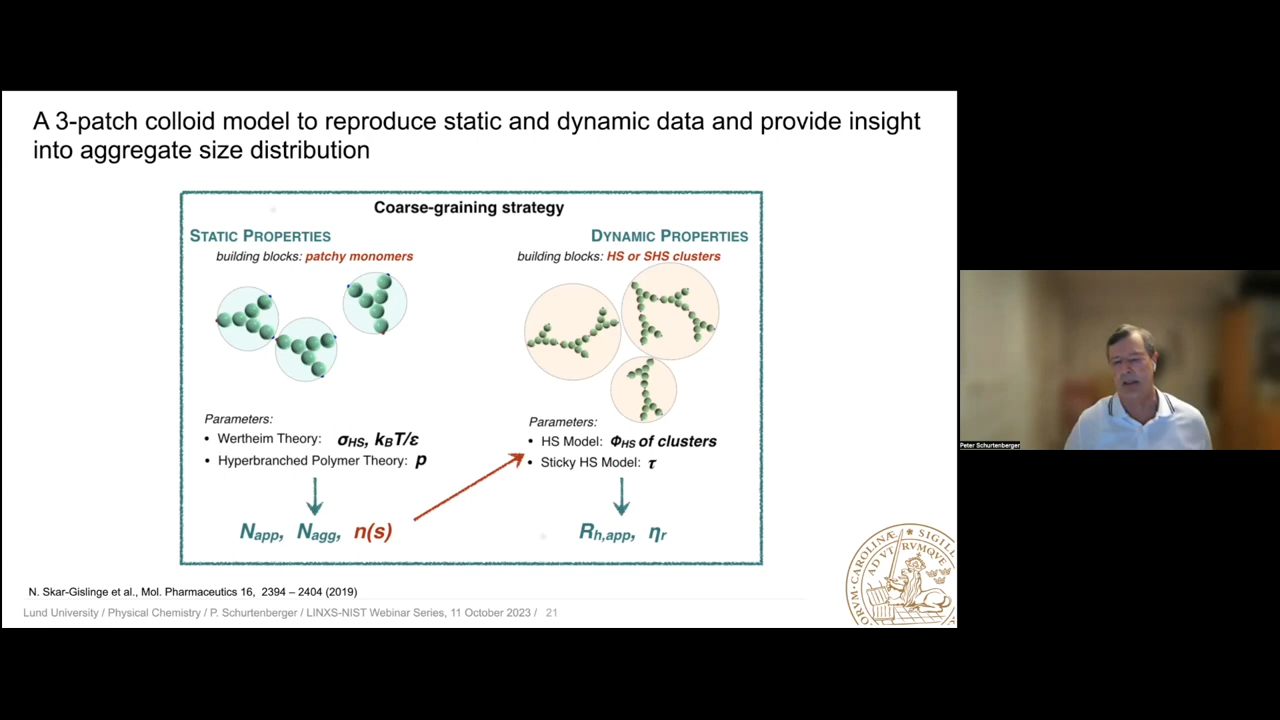 A 3-patch colloid model to reproduce static and dynamic data and provide insight
into aggregate size distribution
Coarse-graining strategy
STATIC PROPERTIES
building blocks: patchy monomers
Parameters:
• Wertheim Theory: σHS, kBT/ε
• Hyperbranched Polymer Theory: p
Napp, Nagg, n(s)
DYNAMIC PROPERTIES
building blocks: HS or SHS clusters
Parameters:
• HS Model: ΦHS of clusters
• Sticky HS Model: τ
Rh,app, ηr
N. Skar-Gislinge et al., Mol. Pharmaceutics 16, 2394 – 2404 (2019)
Lund University / Physical Chemistry / P. Schurtenberger / LINXS-NIST Webinar Series, 11 October 2023 / 21
Peter Schurtenberger